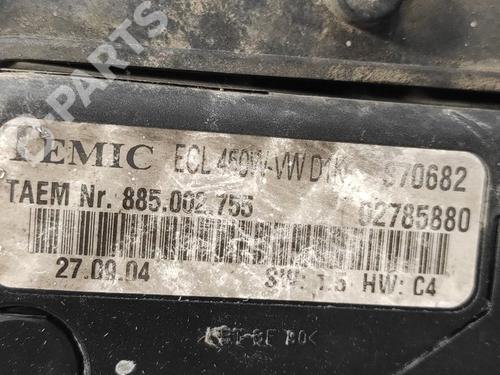 TEMIC ECL 450W-VW D1K 570682
TAEM Nr. 885.002.755 02785880
27.09.04 SW: 1.5 HW: C4